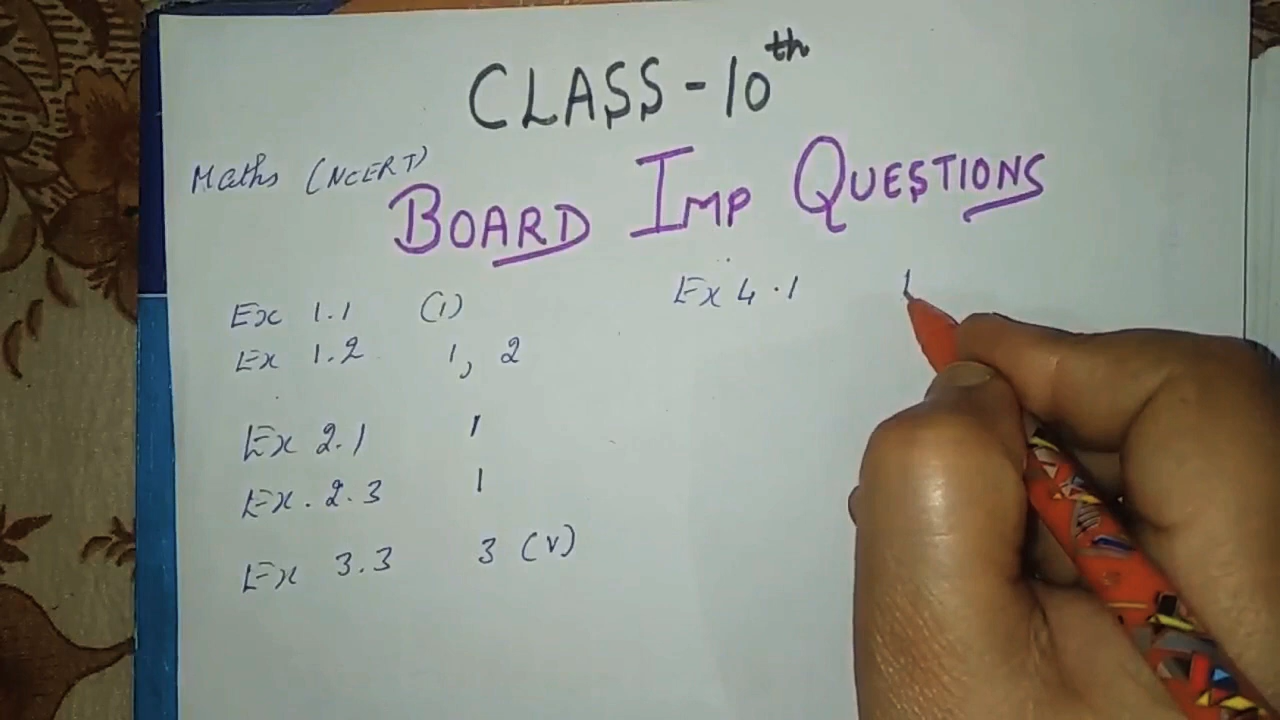 CLASS-10th
Maths (NCERT)
BOARD IMP QUESTIONS
Ex 1.1 (1)
Ex 1.2 1, 2
Ex 2.1 1
Ex. 2.3 1
Ex 3.3 3 (v)
Ex 4.1 1